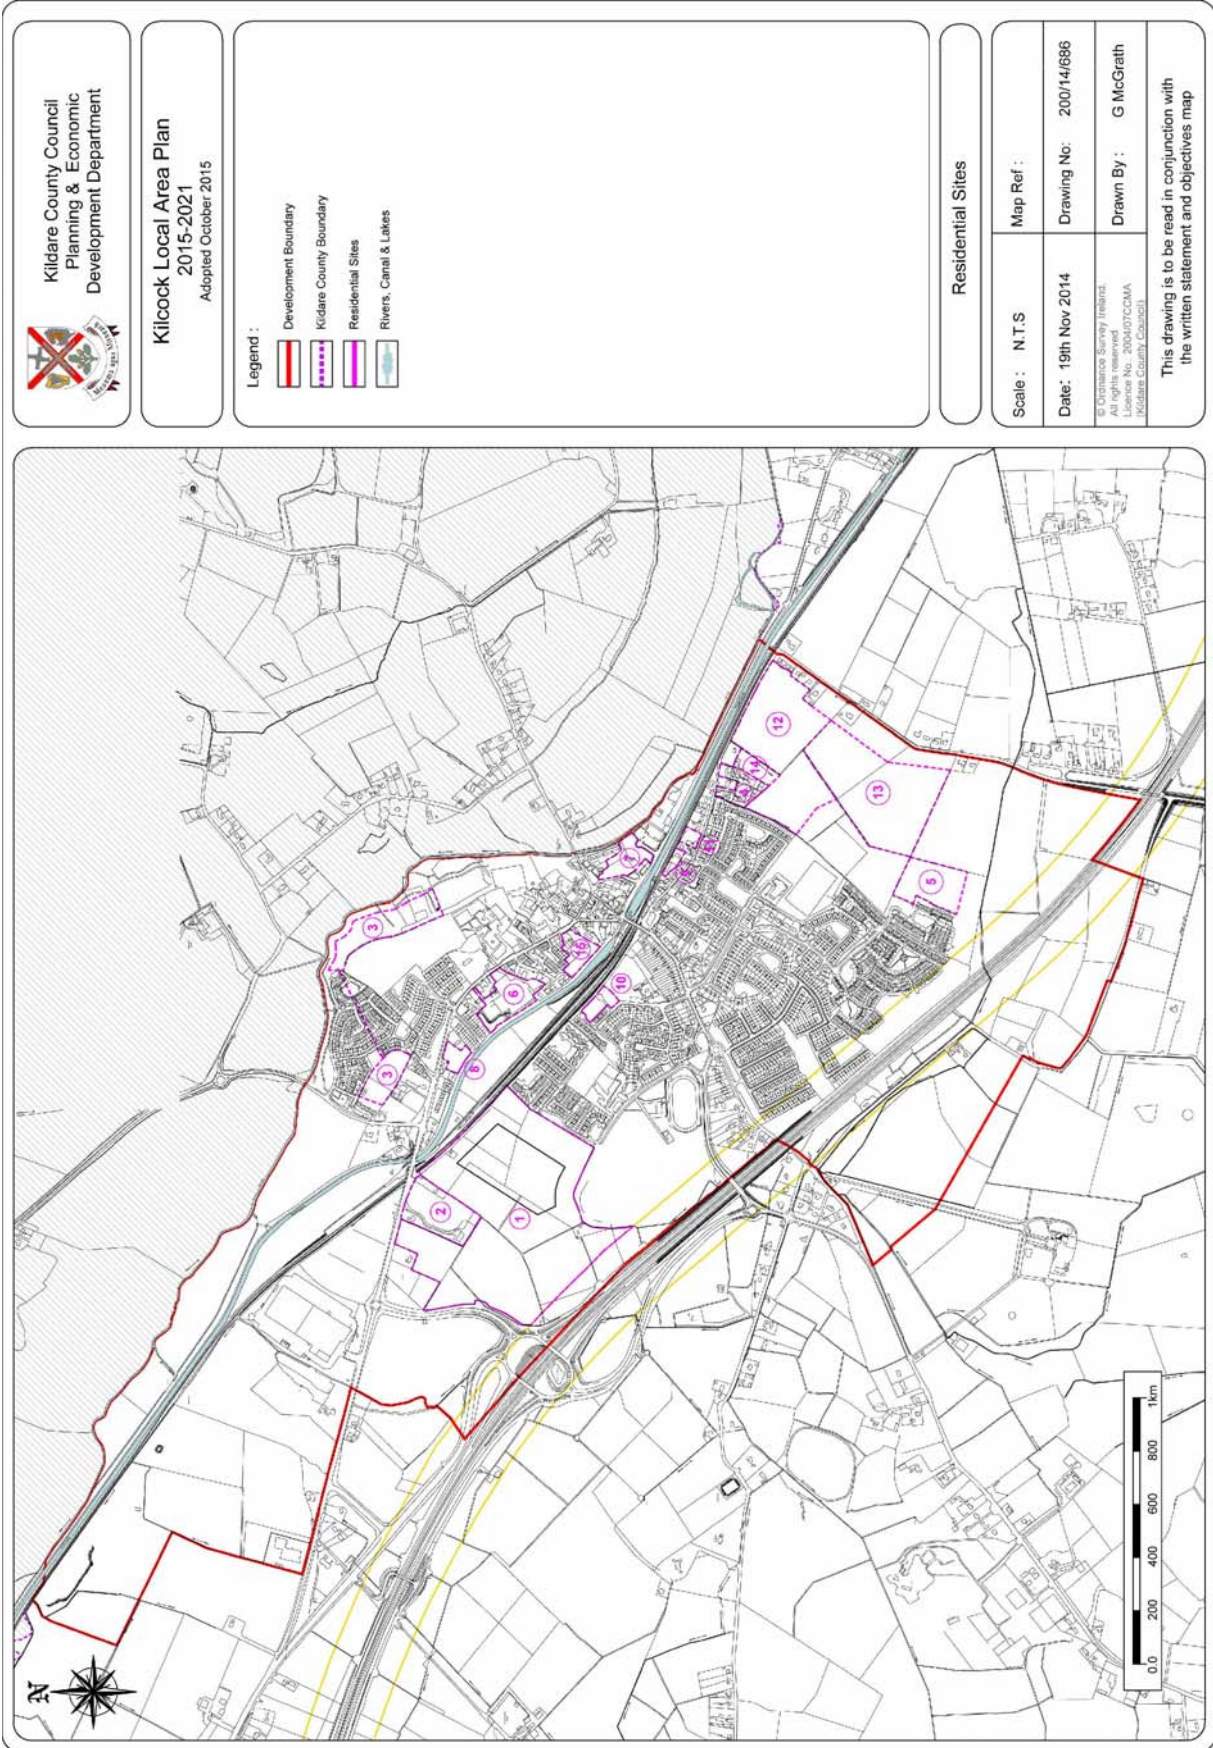 Kildare County Council
Planning & Economic
Development Department
Kilcock Local Area Plan
2015-2021
Adopted October 2015
Legend :
Development Boundary
Kildare County Boundary
Residential Sites
Rivers, Canal & Lakes
Residential Sites
Scale : N.T.S
Map Ref :
Date: 19th Nov 2014
Drawing No: 200/14/686
© Ordnance Survey Ireland.
All rights reserved
Licence No. 2004/07CCMA
(Kildare County Council)
Drawn By : G McGrath
This drawing is to be read in conjunction with
the written statement and objectives map
N
3
3
2
1
8
6
15
10
7
11
14
12
13
5
0.0 200 400 600 800 1km